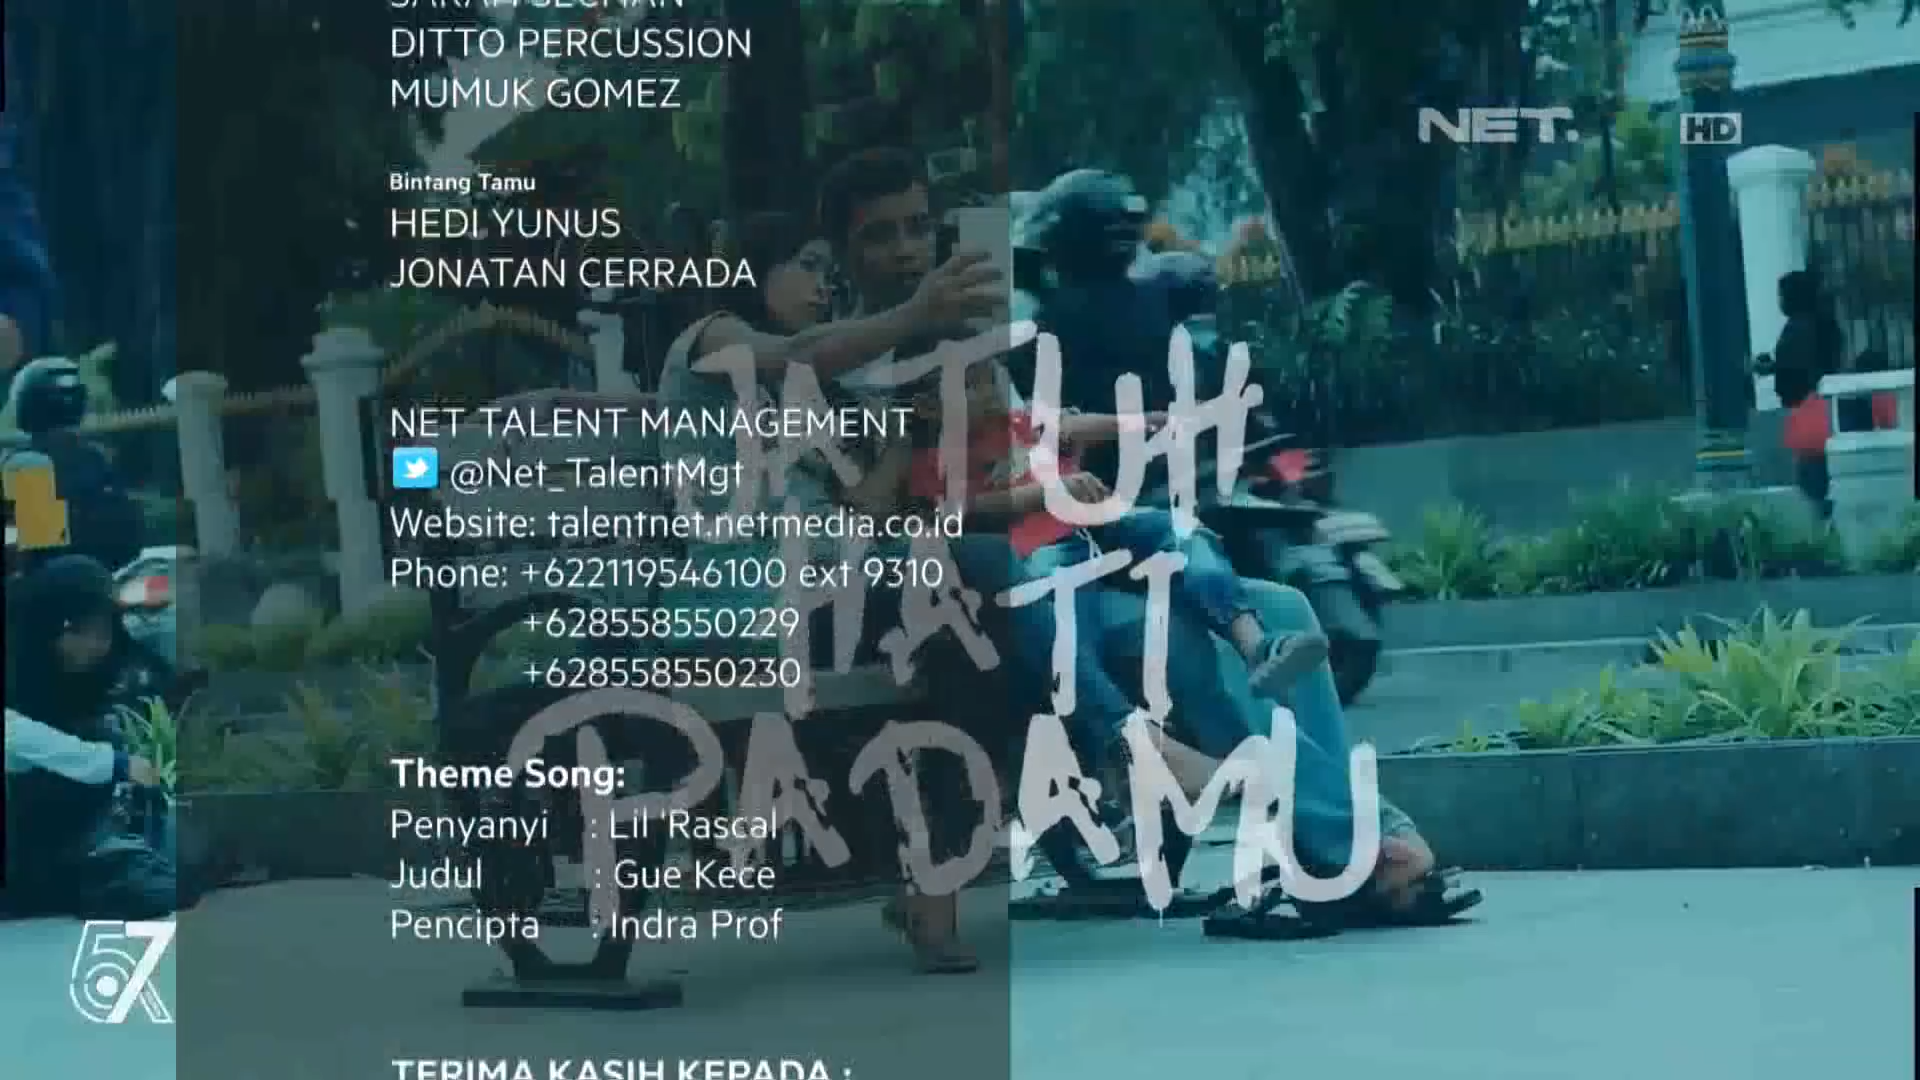 DITTO PERCUSSION
MUMUK GOMEZ
NET.
HD
Bintang Tamu
HEDI YUNUS
JONATAN CERRADA
JATUH
HATI
PADAMU
NET TALENT MANAGEMENT
@Net_TalentMgt
Website: talentnet.netmedia.co.id
Phone: +622119546100 ext 9310
+628558550229
+628558550230
Theme Song:
Penyanyi : Lil 'Rascal
Judul : Gue Kece
Pencipta : Indra Prof
57
TERIMA KASIH KEPADA :